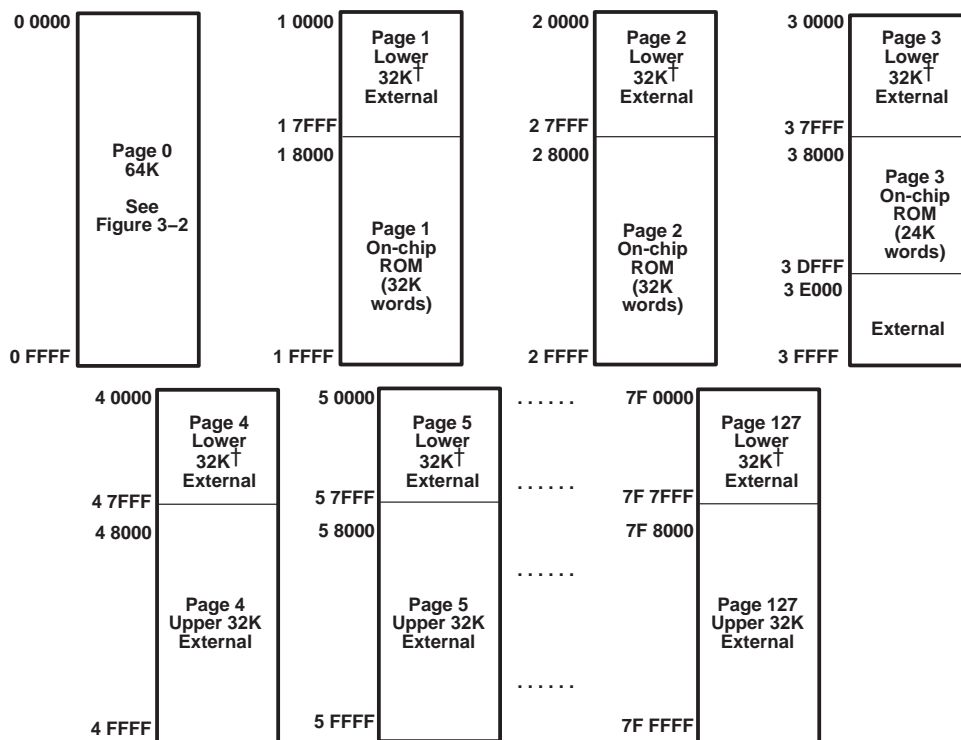 0 0000
Page 0
64K
See
Figure 3–2
0 FFFF
1 0000
Page 1
Lower
32K†
External
1 7FFF
1 8000
Page 1
On-chip
ROM
(32K
words)
1 FFFF
2 0000
Page 2
Lower
32K†
External
2 7FFF
2 8000
Page 2
On-chip
ROM
(32K
words)
2 FFFF
3 0000
Page 3
Lower
32K†
External
3 7FFF
3 8000
Page 3
On-chip
ROM
(24K
words)
3 DFFF
3 E000
External
3 FFFF
4 0000
Page 4
Lower
32K†
External
4 7FFF
4 8000
Page 4
Upper 32K
External
4 FFFF
5 0000
Page 5
Lower
32K†
External
5 7FFF
5 8000
Page 5
Upper 32K
External
5 FFFF
. . . . . .
. . . . . .
. . . . . .
. . . . . .
7F 0000
Page 127
Lower
32K†
External
7F 7FFF
7F 8000
Page 127
Upper 32K
External
7F FFFF